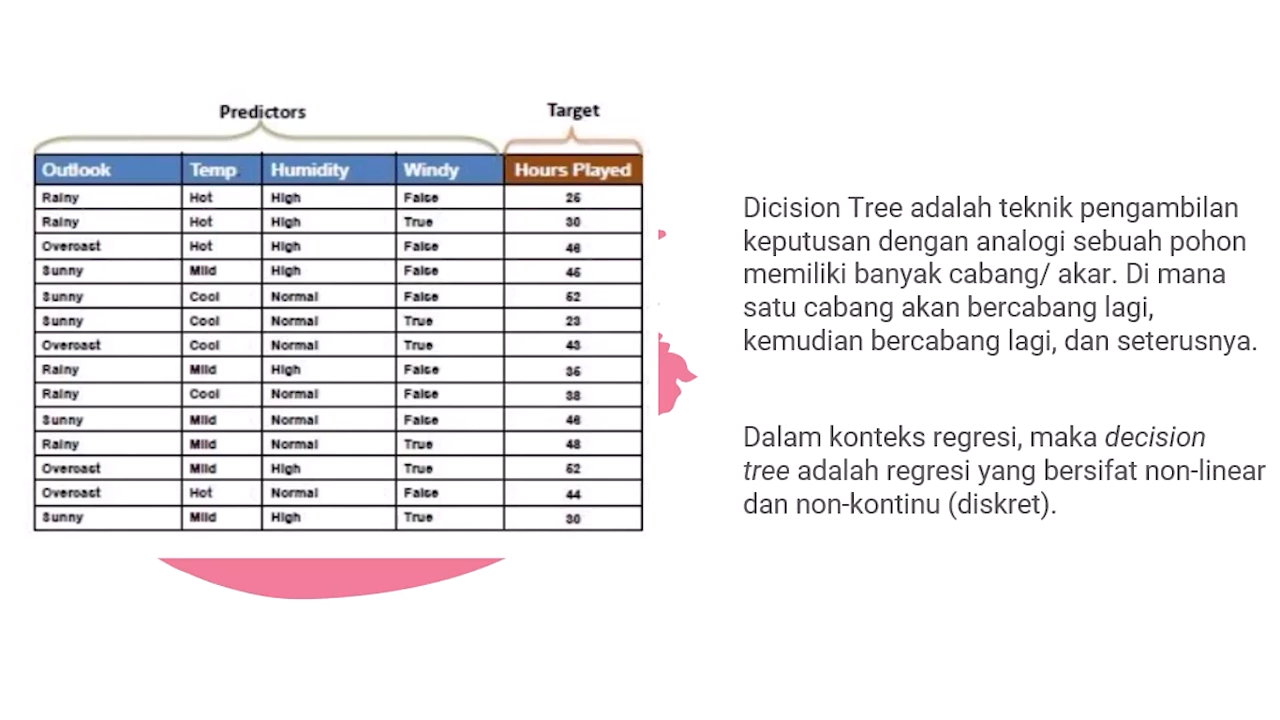 Predictors Target
Outlook Temp Humidity Windy Hours Played
Rainy Hot High False 26
Rainy Hot High True 30
Overcast Hot High False 46
Sunny Mild High False 45
Sunny Cool Normal False 52
Sunny Cool Normal True 23
Overcast Cool Normal True 43
Rainy Mild High False 35
Rainy Cool Normal False 38
Sunny Mild Normal False 46
Rainy Mild Normal True 48
Overcast Mild High True 52
Overcast Hot Normal False 44
Sunny Mild High True 30
Dicision Tree adalah teknik pengambilan
keputusan dengan analogi sebuah pohon
memiliki banyak cabang/ akar. Di mana
satu cabang akan bercabang lagi,
kemudian bercabang lagi, dan seterusnya.
Dalam konteks regresi, maka decision
tree adalah regresi yang bersifat non-linear
dan non-kontinu (diskret).